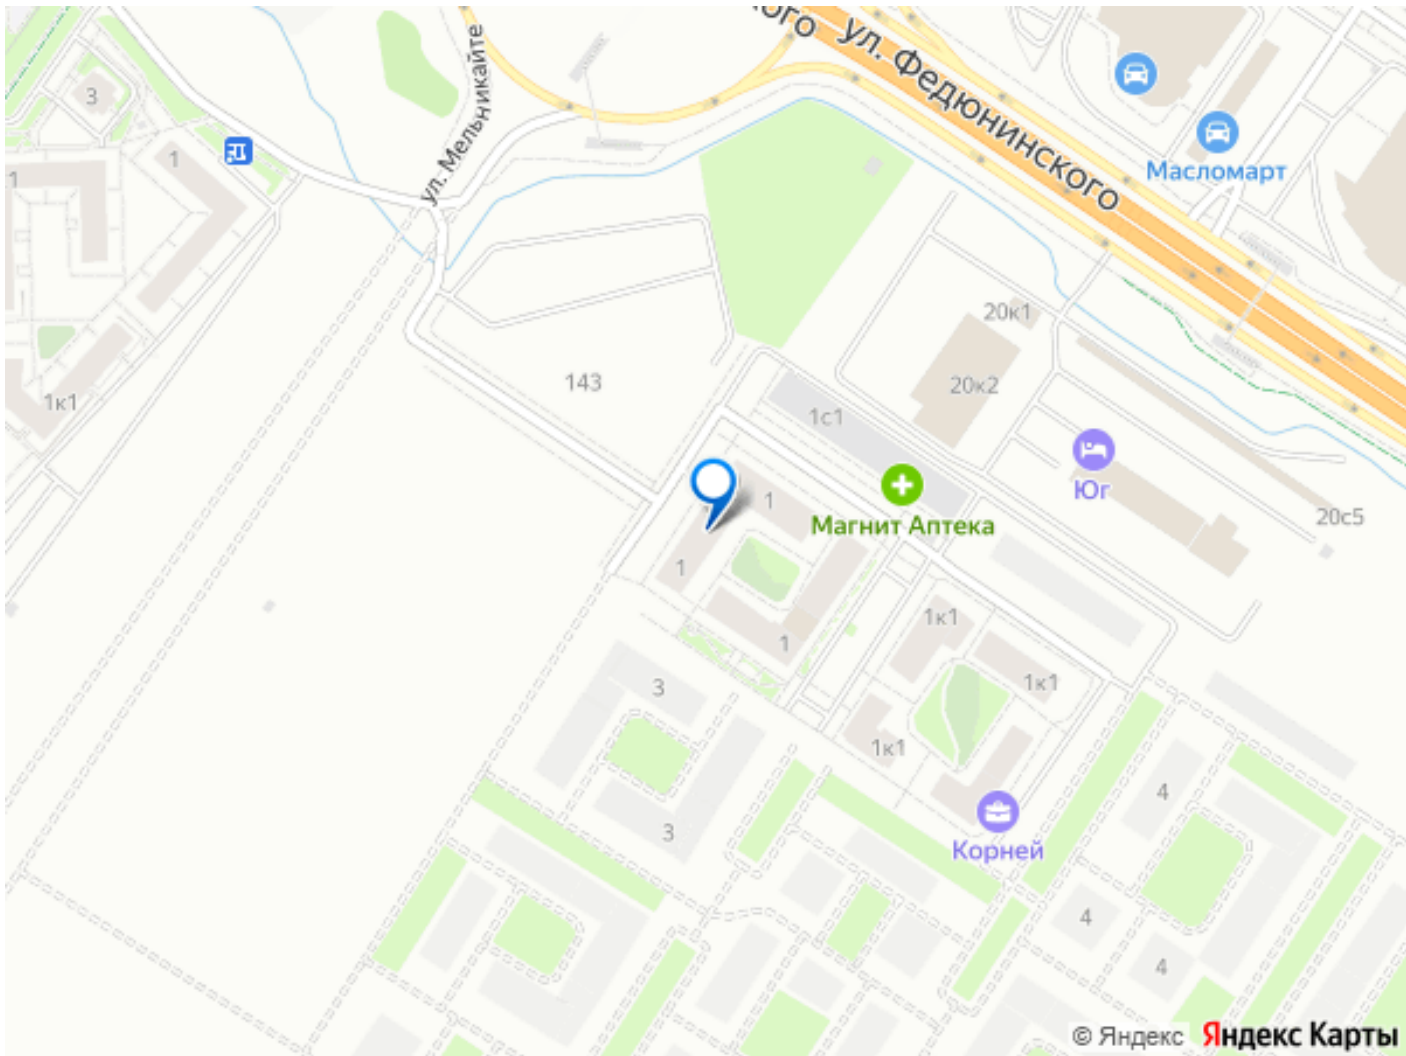 ого
ул. Федюнинского
ул. Мельникайте
3
1
1
Масломарт
1к1
143
20к1
20к2
1с1
Юг
20с5
Магнит Аптека
1
1
1
1к1
1к1
1к1
3
3
Корней
4
4
4
© Яндекс Яндекс Карты